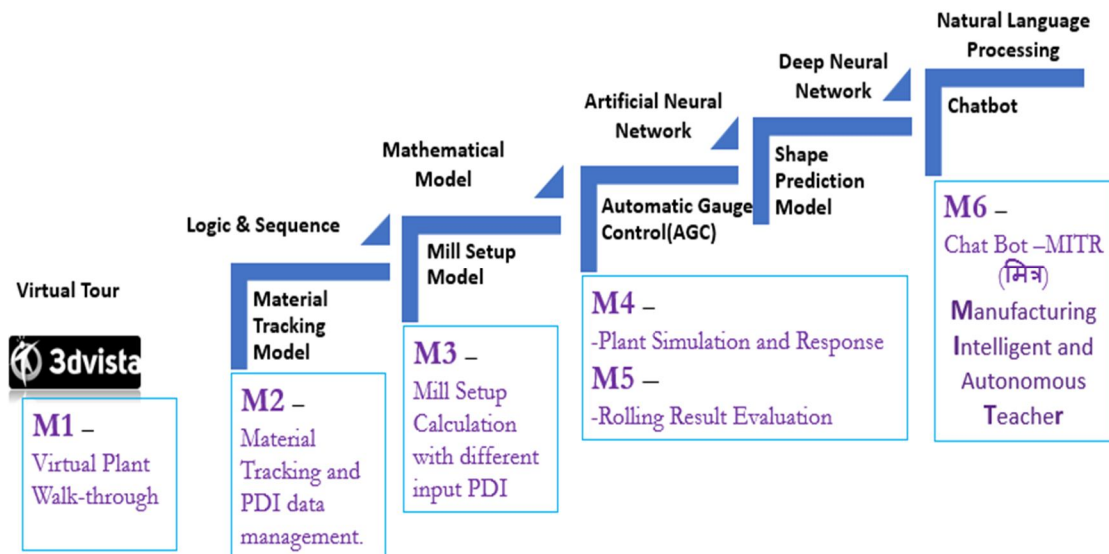 Virtual Tour
3dvista
M1 –
Virtual Plant
Walk-through
Logic & Sequence
Material
Tracking
Model
M2 –
Material
Tracking and
PDI data
management.
Mathematical
Model
Mill Setup
Model
M3 –
Mill Setup
Calculation
with different
input PDI
Artificial Neural
Network
Automatic Gauge
Control(AGC)
M4 –
-Plant Simulation and Response
M5 –
-Rolling Result Evaluation
Deep Neural
Network
Shape
Prediction
Model
Natural Language
Processing
Chatbot
M6 –
Chat Bot –MITR
(मित्र)
Manufacturing
Intelligent and
Autonomous
Teacher